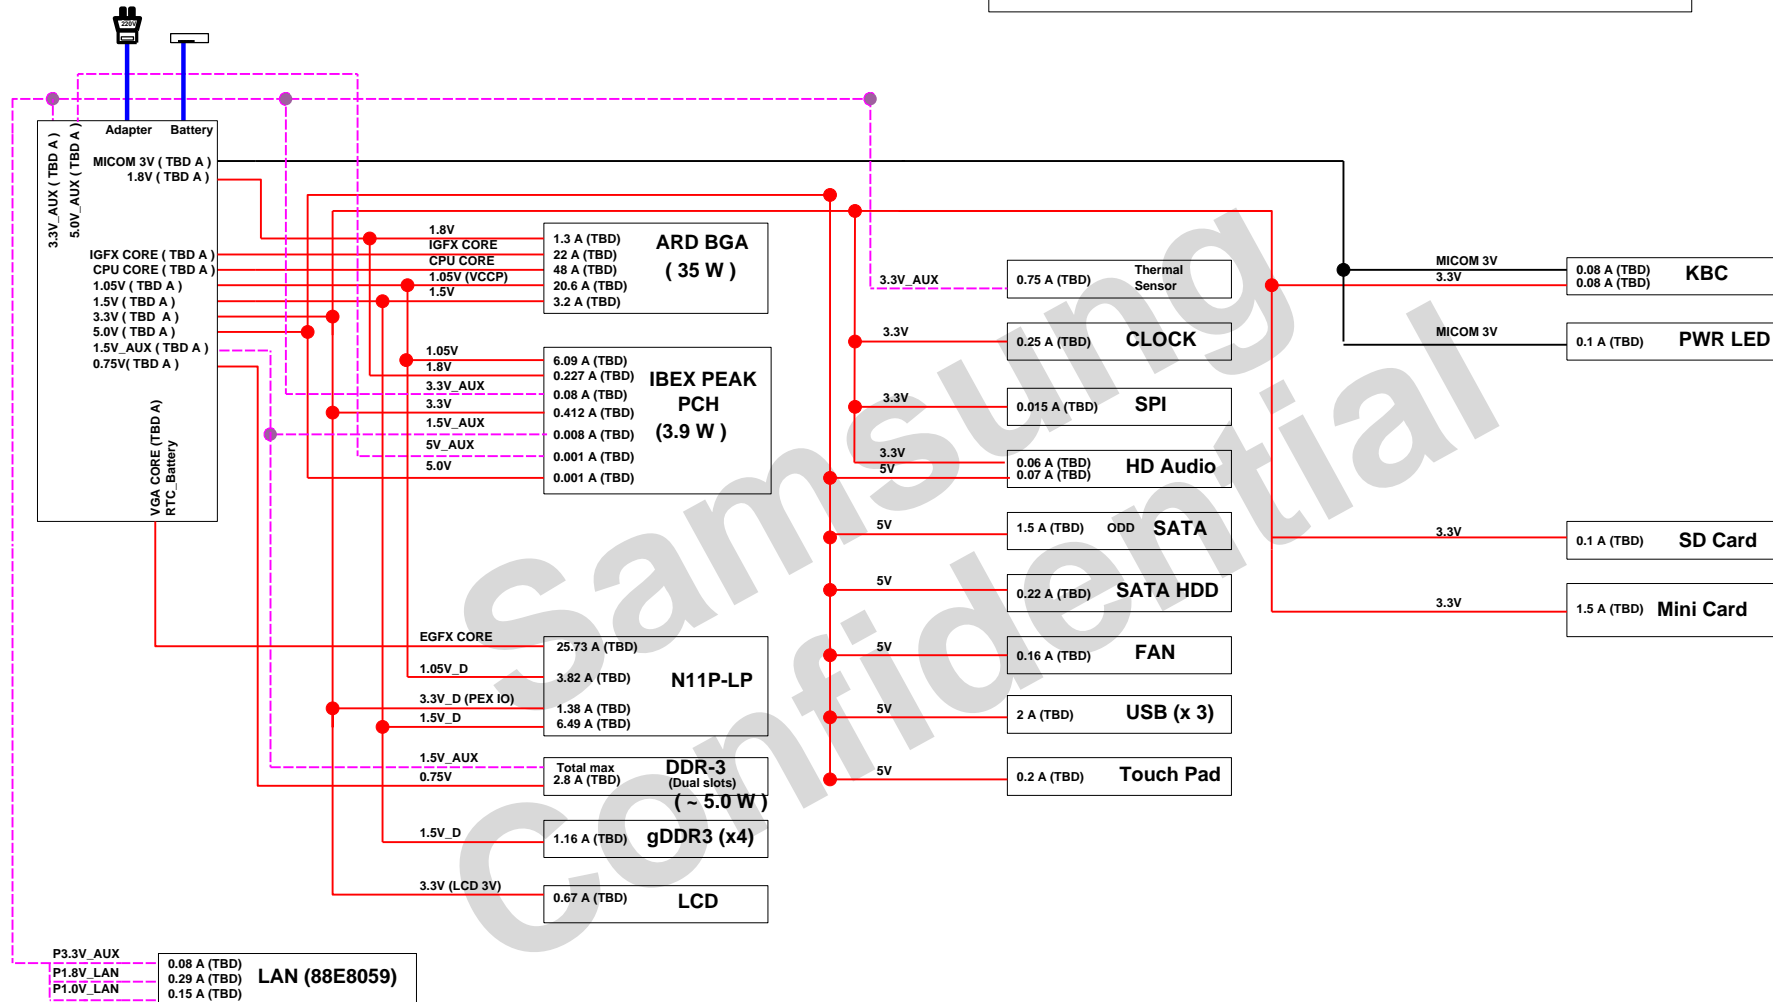 220V
Adapter
Battery
3.3V_AUX ( TBD A )
5.0V_AUX ( TBD A )
MICOM 3V ( TBD A )
1.8V ( TBD A )
IGFX CORE ( TBD A )
CPU CORE ( TBD A )
1.05V ( TBD A )
1.5V ( TBD A )
3.3V ( TBD  A )
5.0V ( TBD A )
1.5V_AUX ( TBD A )
0.75V( TBD A )
VGA CORE (TBD A)
RTC_Battery
1.8V
IGFX CORE
CPU CORE
1.05V (VCCP)
1.5V
1.3 A (TBD)
22 A (TBD)
48 A (TBD)
20.6 A (TBD)
3.2 A (TBD)
ARD BGA
( 35 W )
1.05V
1.8V
3.3V_AUX
3.3V
1.5V_AUX
5V_AUX
5.0V
6.09 A (TBD)
0.227 A (TBD)
0.08 A (TBD)
0.412 A (TBD)
0.008 A (TBD)
0.001 A (TBD)
0.001 A (TBD)
IBEX PEAK
PCH
(3.9 W )
EGFX CORE
1.05V_D
3.3V_D (PEX IO)
1.5V_D
25.73 A (TBD)
3.82 A (TBD)
1.38 A (TBD)
6.49 A (TBD)
N11P-LP
1.5V_AUX
0.75V
Total max
2.8 A (TBD)
DDR-3
(Dual slots)
( ~ 5.0 W )
1.5V_D
1.16 A (TBD)
gDDR3 (x4)
3.3V (LCD 3V)
0.67 A (TBD)
LCD
P3.3V_AUX
P1.8V_LAN
P1.0V_LAN
0.08 A (TBD)
0.29 A (TBD)
0.15 A (TBD)
LAN (88E8059)
3.3V_AUX
0.75 A (TBD)
Thermal
Sensor
3.3V
0.25 A (TBD)
CLOCK
3.3V
0.015 A (TBD)
SPI
3.3V
5V
0.06 A (TBD)
0.07 A (TBD)
HD Audio
5V
1.5 A (TBD)
ODD
SATA
5V
0.22 A (TBD)
SATA HDD
5V
0.16 A (TBD)
FAN
5V
2 A (TBD)
USB (x 3)
5V
0.2 A (TBD)
Touch Pad
MICOM 3V
3.3V
0.08 A (TBD)
0.08 A (TBD)
KBC
MICOM 3V
0.1 A (TBD)
PWR LED
3.3V
0.1 A (TBD)
SD Card
3.3V
1.5 A (TBD)
Mini Card
Samsung
Confidential